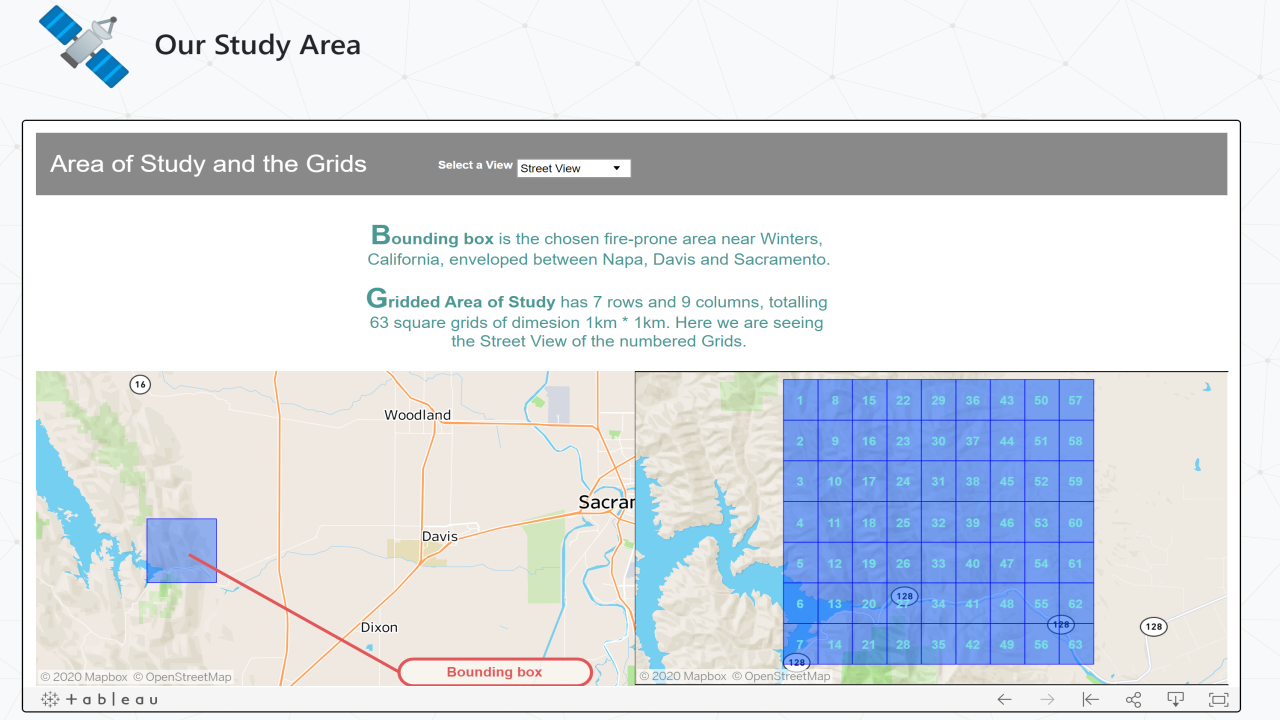 Our Study Area
Area of Study and the Grids
Select a View
Street View
Bounding box is the chosen fire-prone area near Winters,
California, enveloped between Napa, Davis and Sacramento.
Gridded Area of Study has 7 rows and 9 columns, totalling
63 square grids of dimesion 1km * 1km. Here we are seeing
the Street View of the numbered Grids.
16
Woodland
Sacrar
Davis
Dixon
Bounding box
© 2020 Mapbox © OpenStreetMap
1 8 15 22 29 36 43 50 57
2 9 16 23 30 37 44 51 58
3 10 17 24 31 38 45 52 59
4 11 18 25 32 39 46 53 60
5 12 19 26 33 40 47 54 61
128
6 13 20 27 34 41 48 55 62
128
128
7 14 21 28 35 42 49 56 63
128
© 2020 Mapbox © OpenStreetMap
+ableau